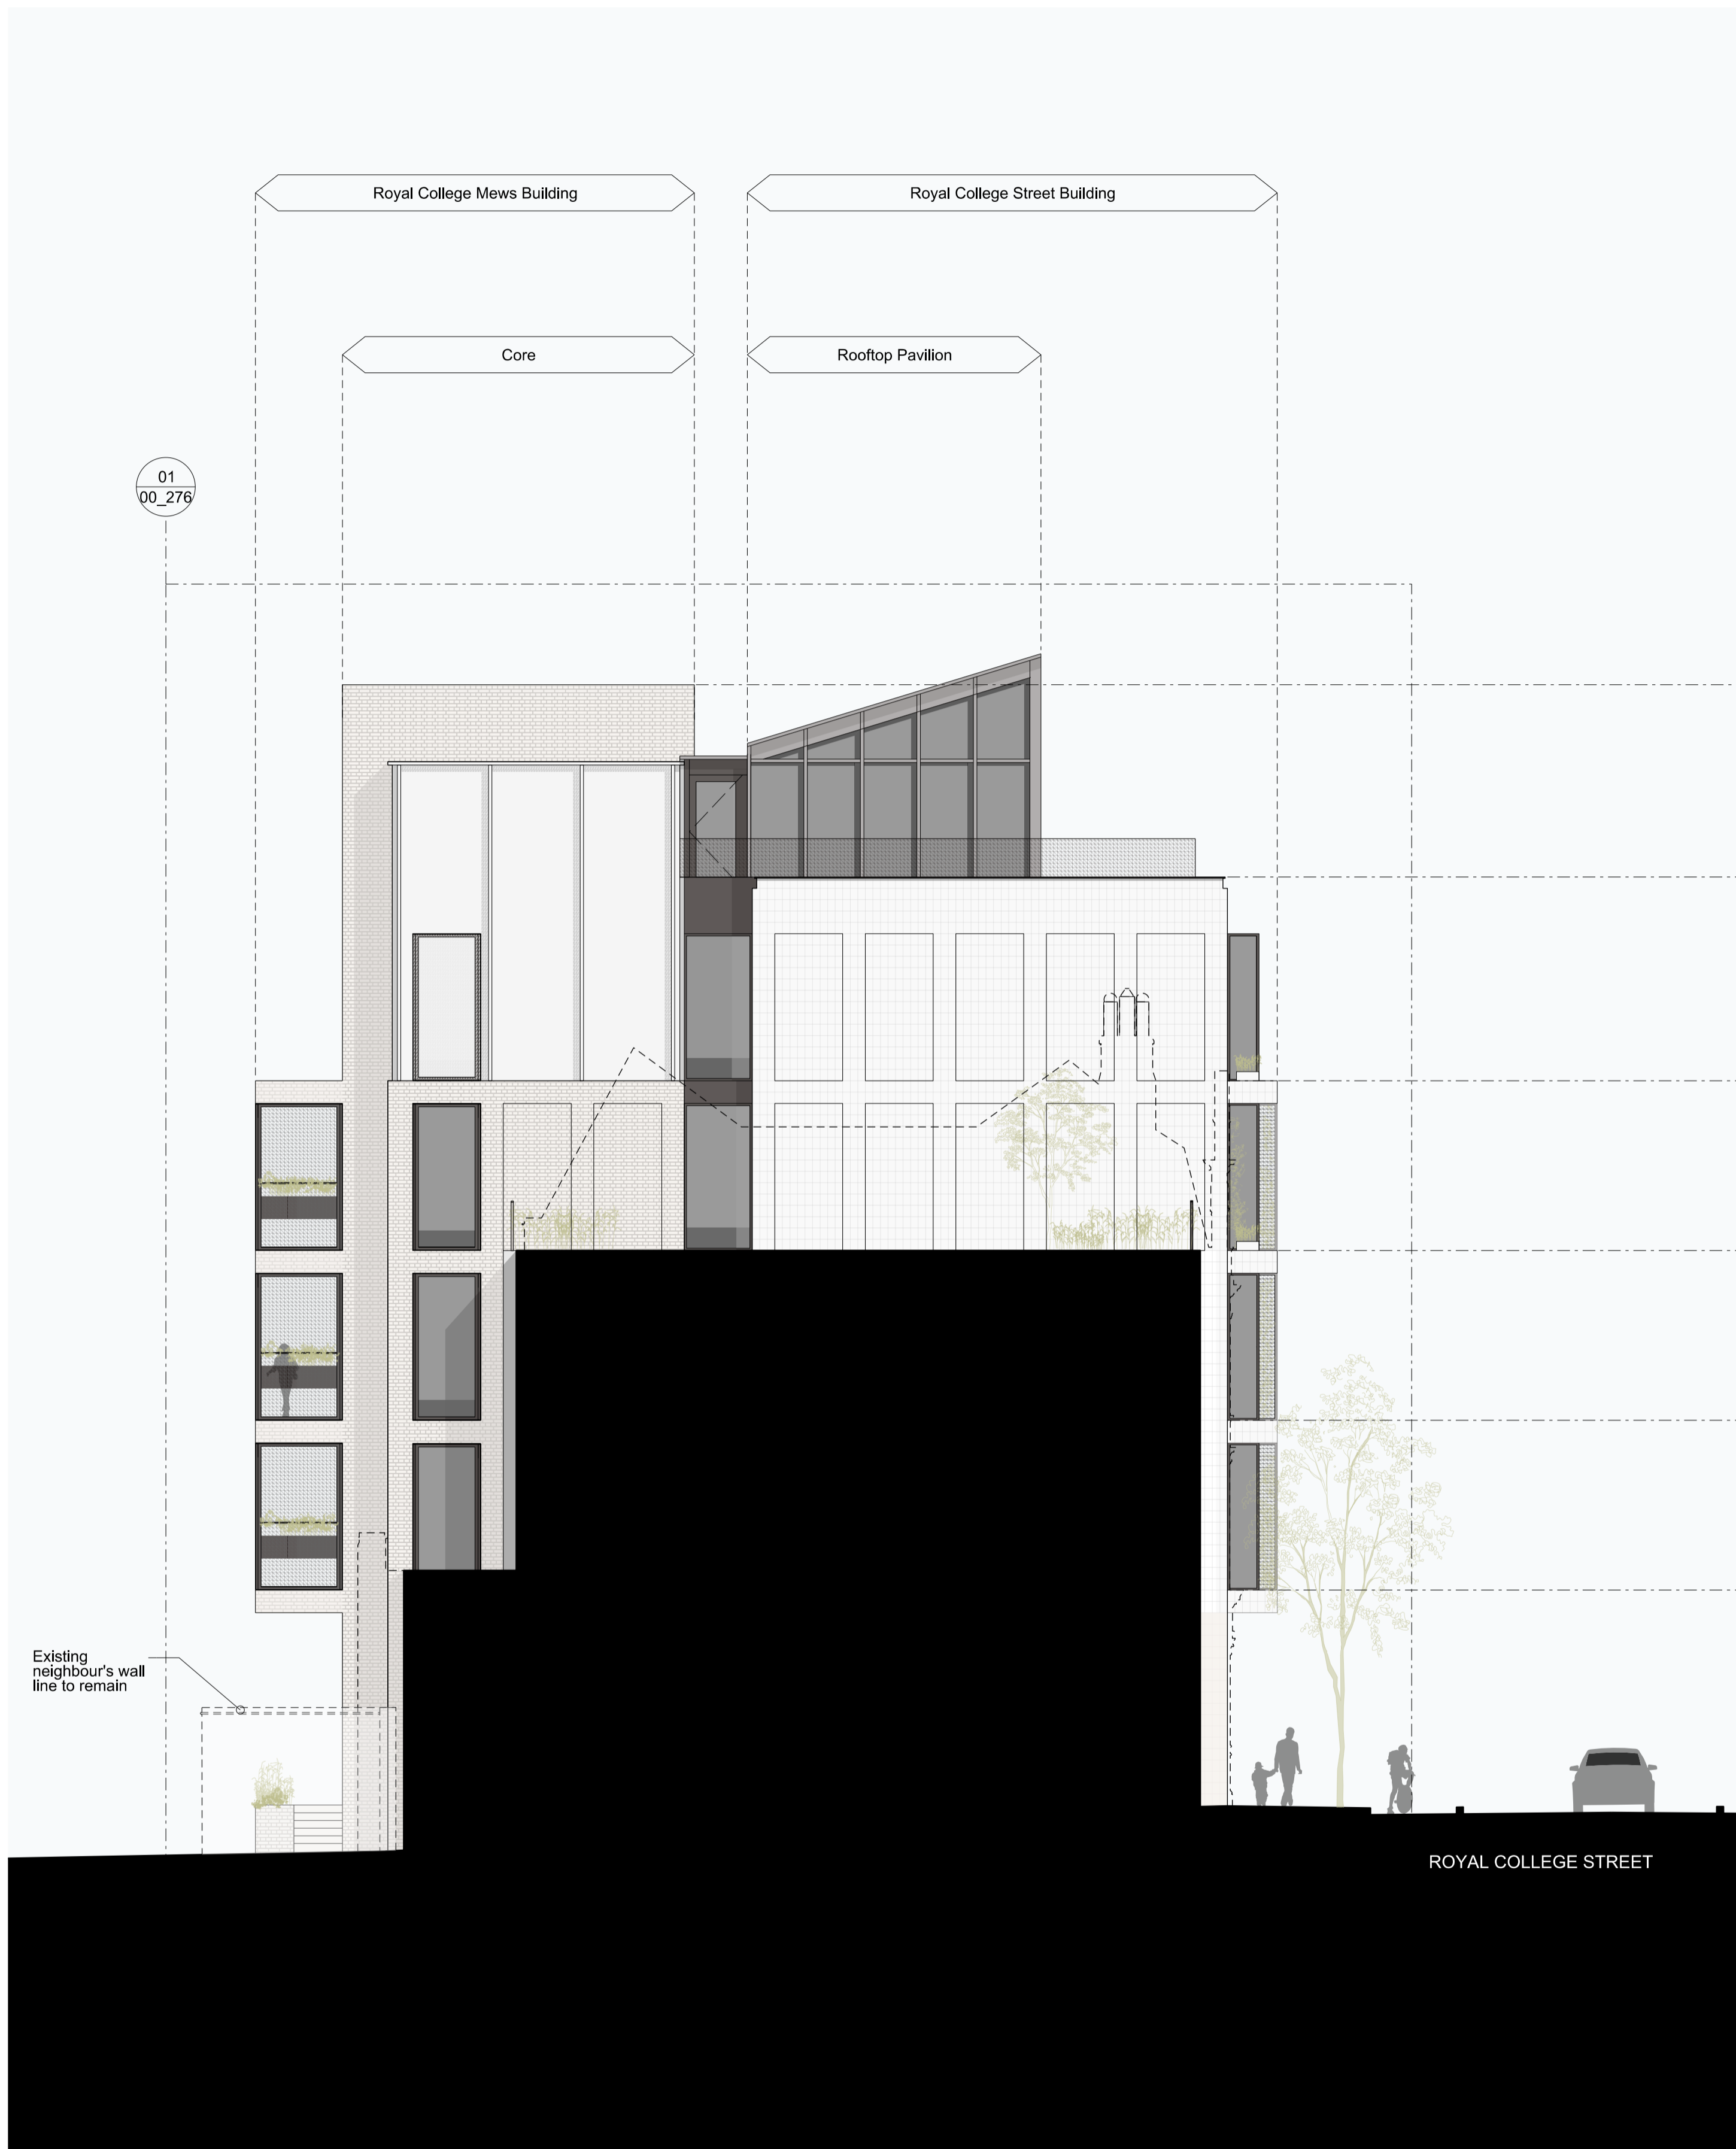 Royal College Mews Building
Royal College Street Building
Core
Rooftop Pavilion
01
00_276
Existing
neighbour's wall
line to remain
ROYAL COLLEGE STREET